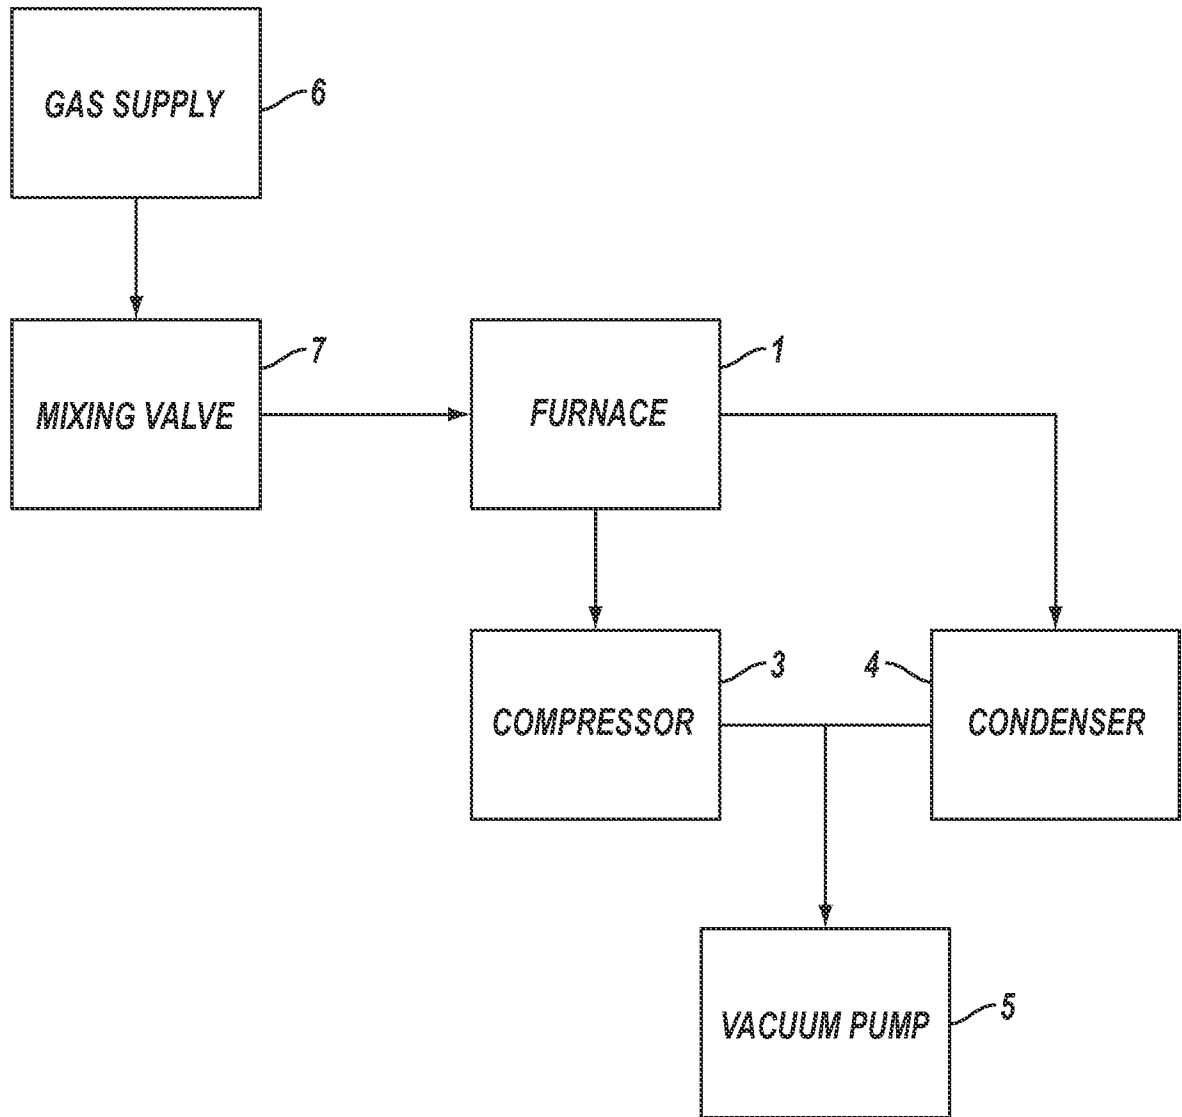 GAS SUPPLY
6
MIXING VALVE
7
FURNACE
1
COMPRESSOR
3
4
CONDENSER
VACUUM PUMP
5